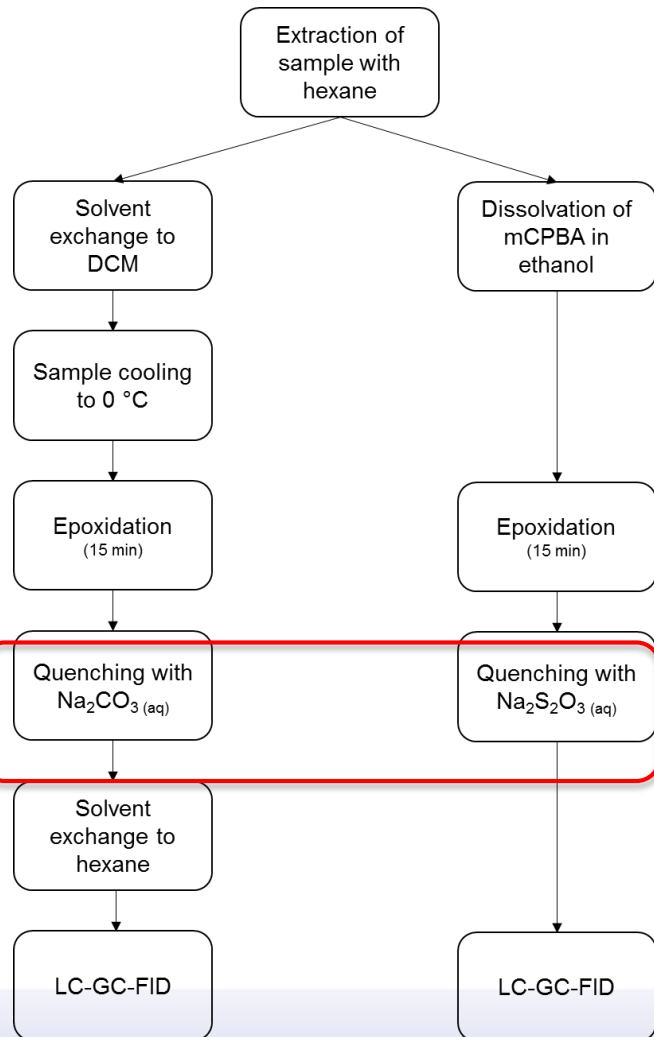 Extraction of
sample with
hexane
Solvent
exchange to
DCM
Sample cooling
to 0 °C
Epoxidation
(15 min)
Quenching with
Na₂CO₃ (aq)
Solvent
exchange to
hexane
LC-GC-FID
Dissolvation of
mCPBA in
ethanol
Epoxidation
(15 min)
Quenching with
Na₂S₂O₃ (aq)
LC-GC-FID